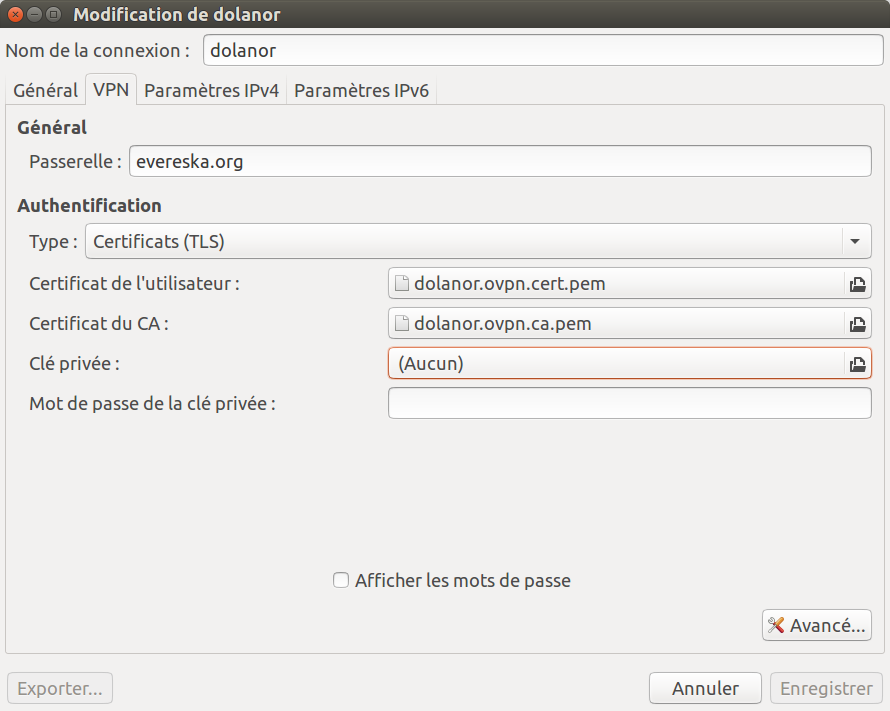 Modification de dolanor
Nom de la connexion : dolanor
Général VPN Paramètres IPv4 Paramètres IPv6
Général
Passerelle : evereska.org
Authentification
Type : Certificats (TLS)
Certificat de l'utilisateur : dolanor.ovpn.cert.pem
Certificat du CA : dolanor.ovpn.ca.pem
Clé privée : (Aucun)
Mot de passe de la clé privée :
Afficher les mots de passe
Avancé...
Exporter... Annuler Enregistrer